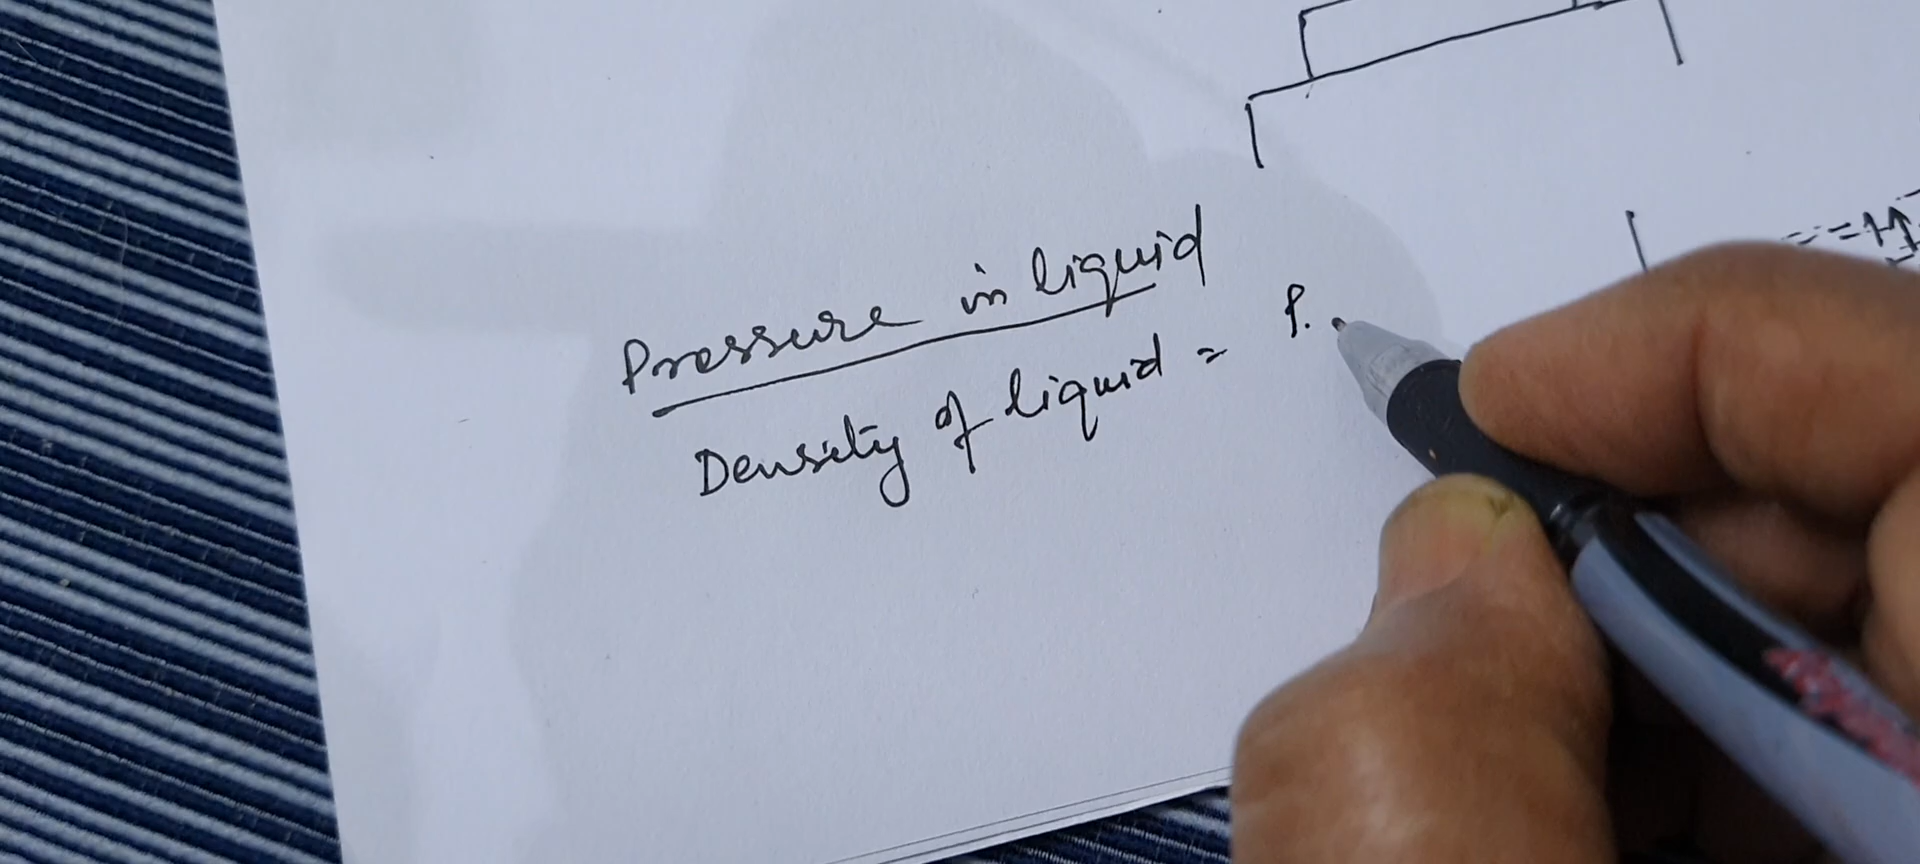 Pressure in liquid
Density of liquid = ρ.